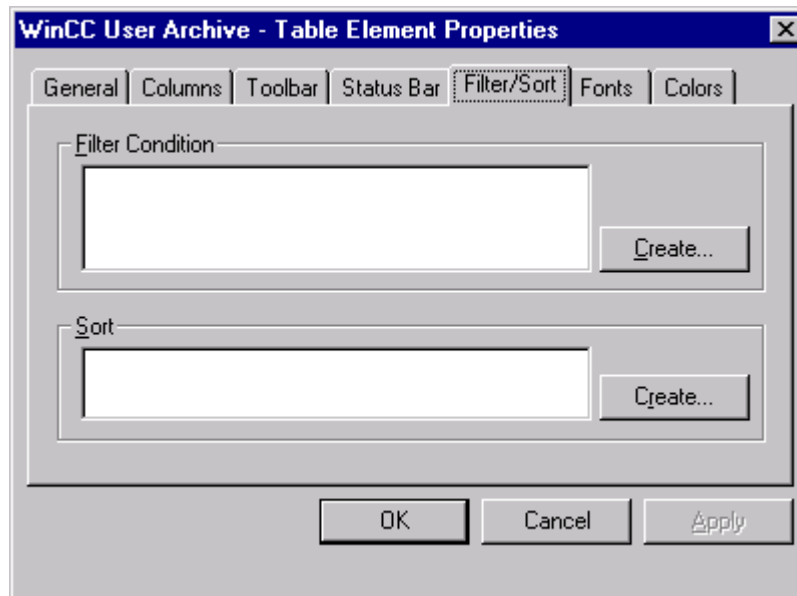 WinCC User Archive - Table Element Properties
General Columns Toolbar Status Bar Filter/Sort Fonts Colors
Filter Condition
Create...
Sort
Create...
OK Cancel Apply